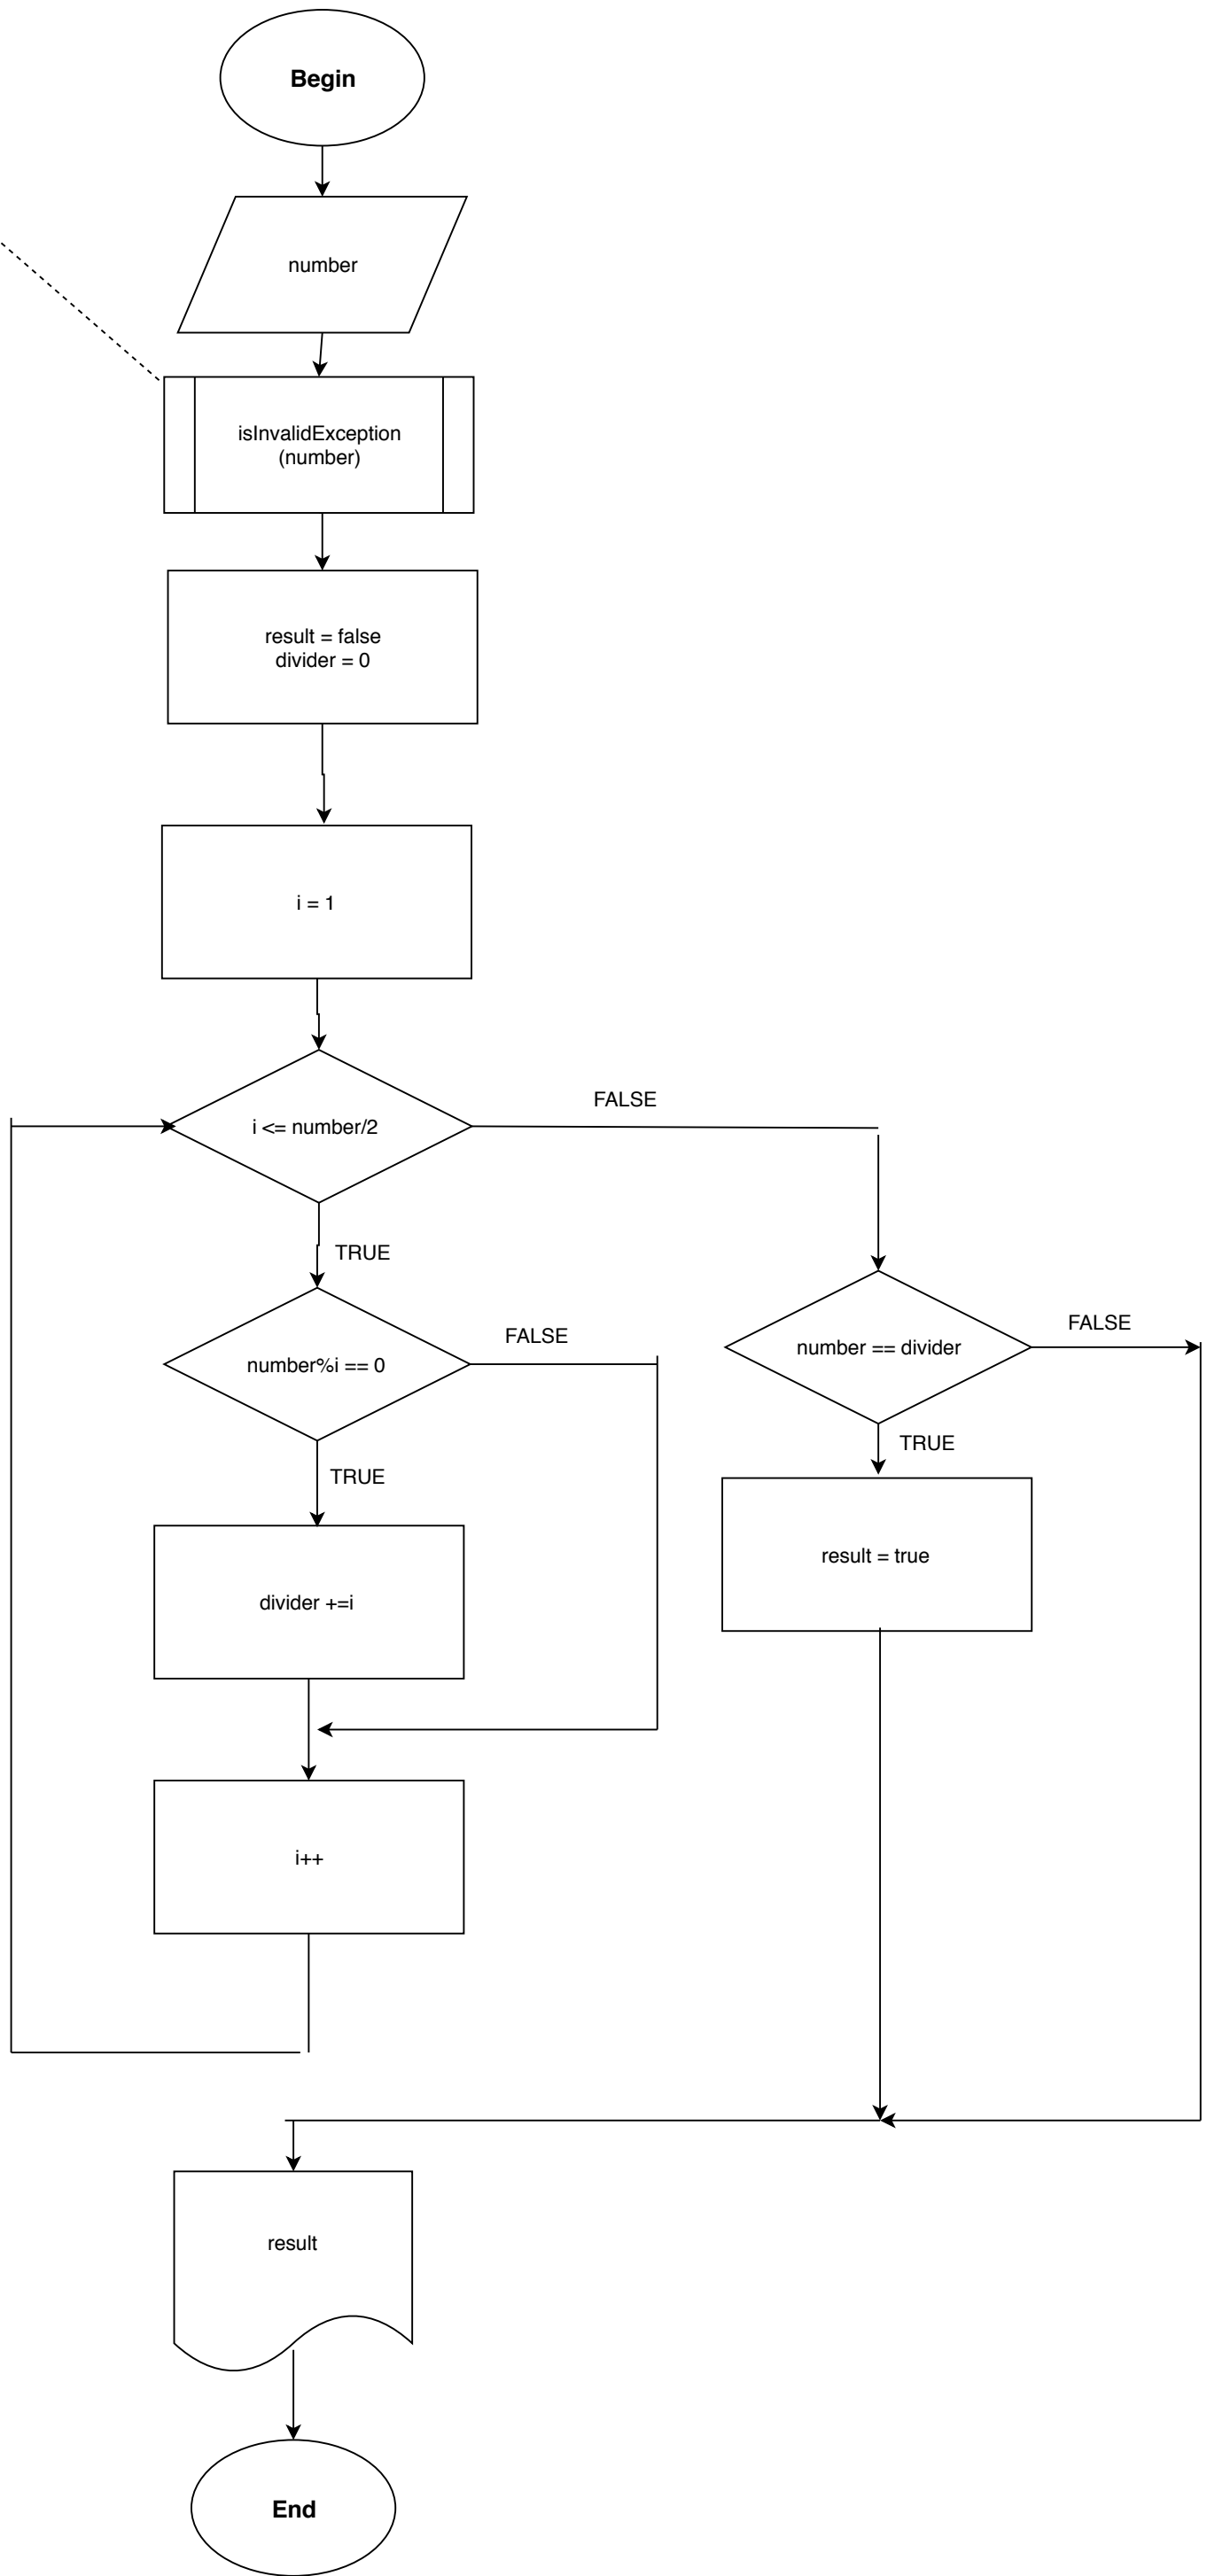 Begin
number
isInvalidException
(number)
result = false
divider = 0
i = 1
i <= number/2
FALSE
TRUE
number%i == 0
FALSE
TRUE
divider +=i
i++
number == divider
FALSE
TRUE
result = true
result
End